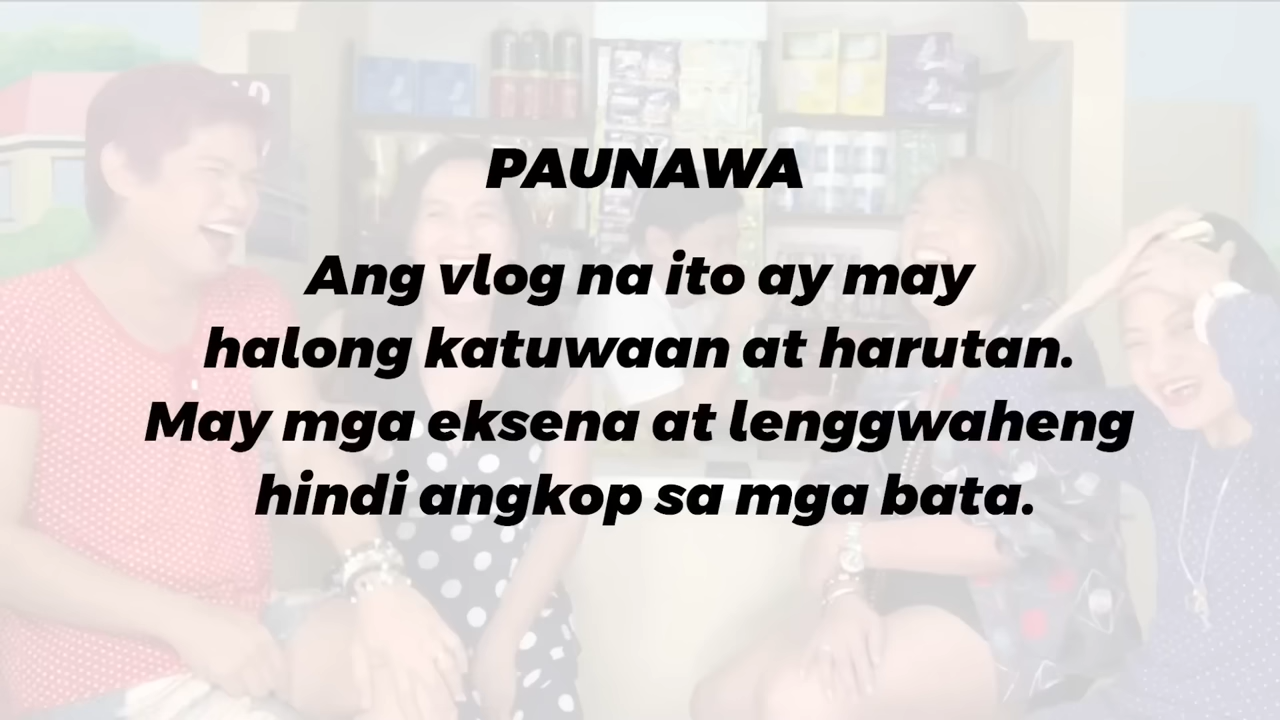 PAUNAWA
Ang vlog na ito ay may
halong katuwaan at harutan.
May mga eksena at lenggwaheng
hindi angkop sa mga bata.